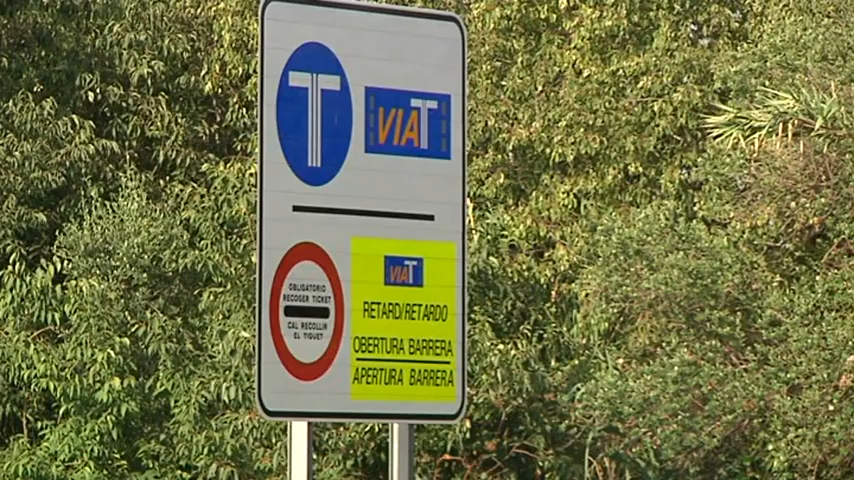 T
VIAT
OBLIGATORIO
RECOGER TICKET
CAL RECOLLIR
EL TIQUET
VIAT
RETARD/RETARDO
OBERTURA BARRERA
APERTURA BARRERA